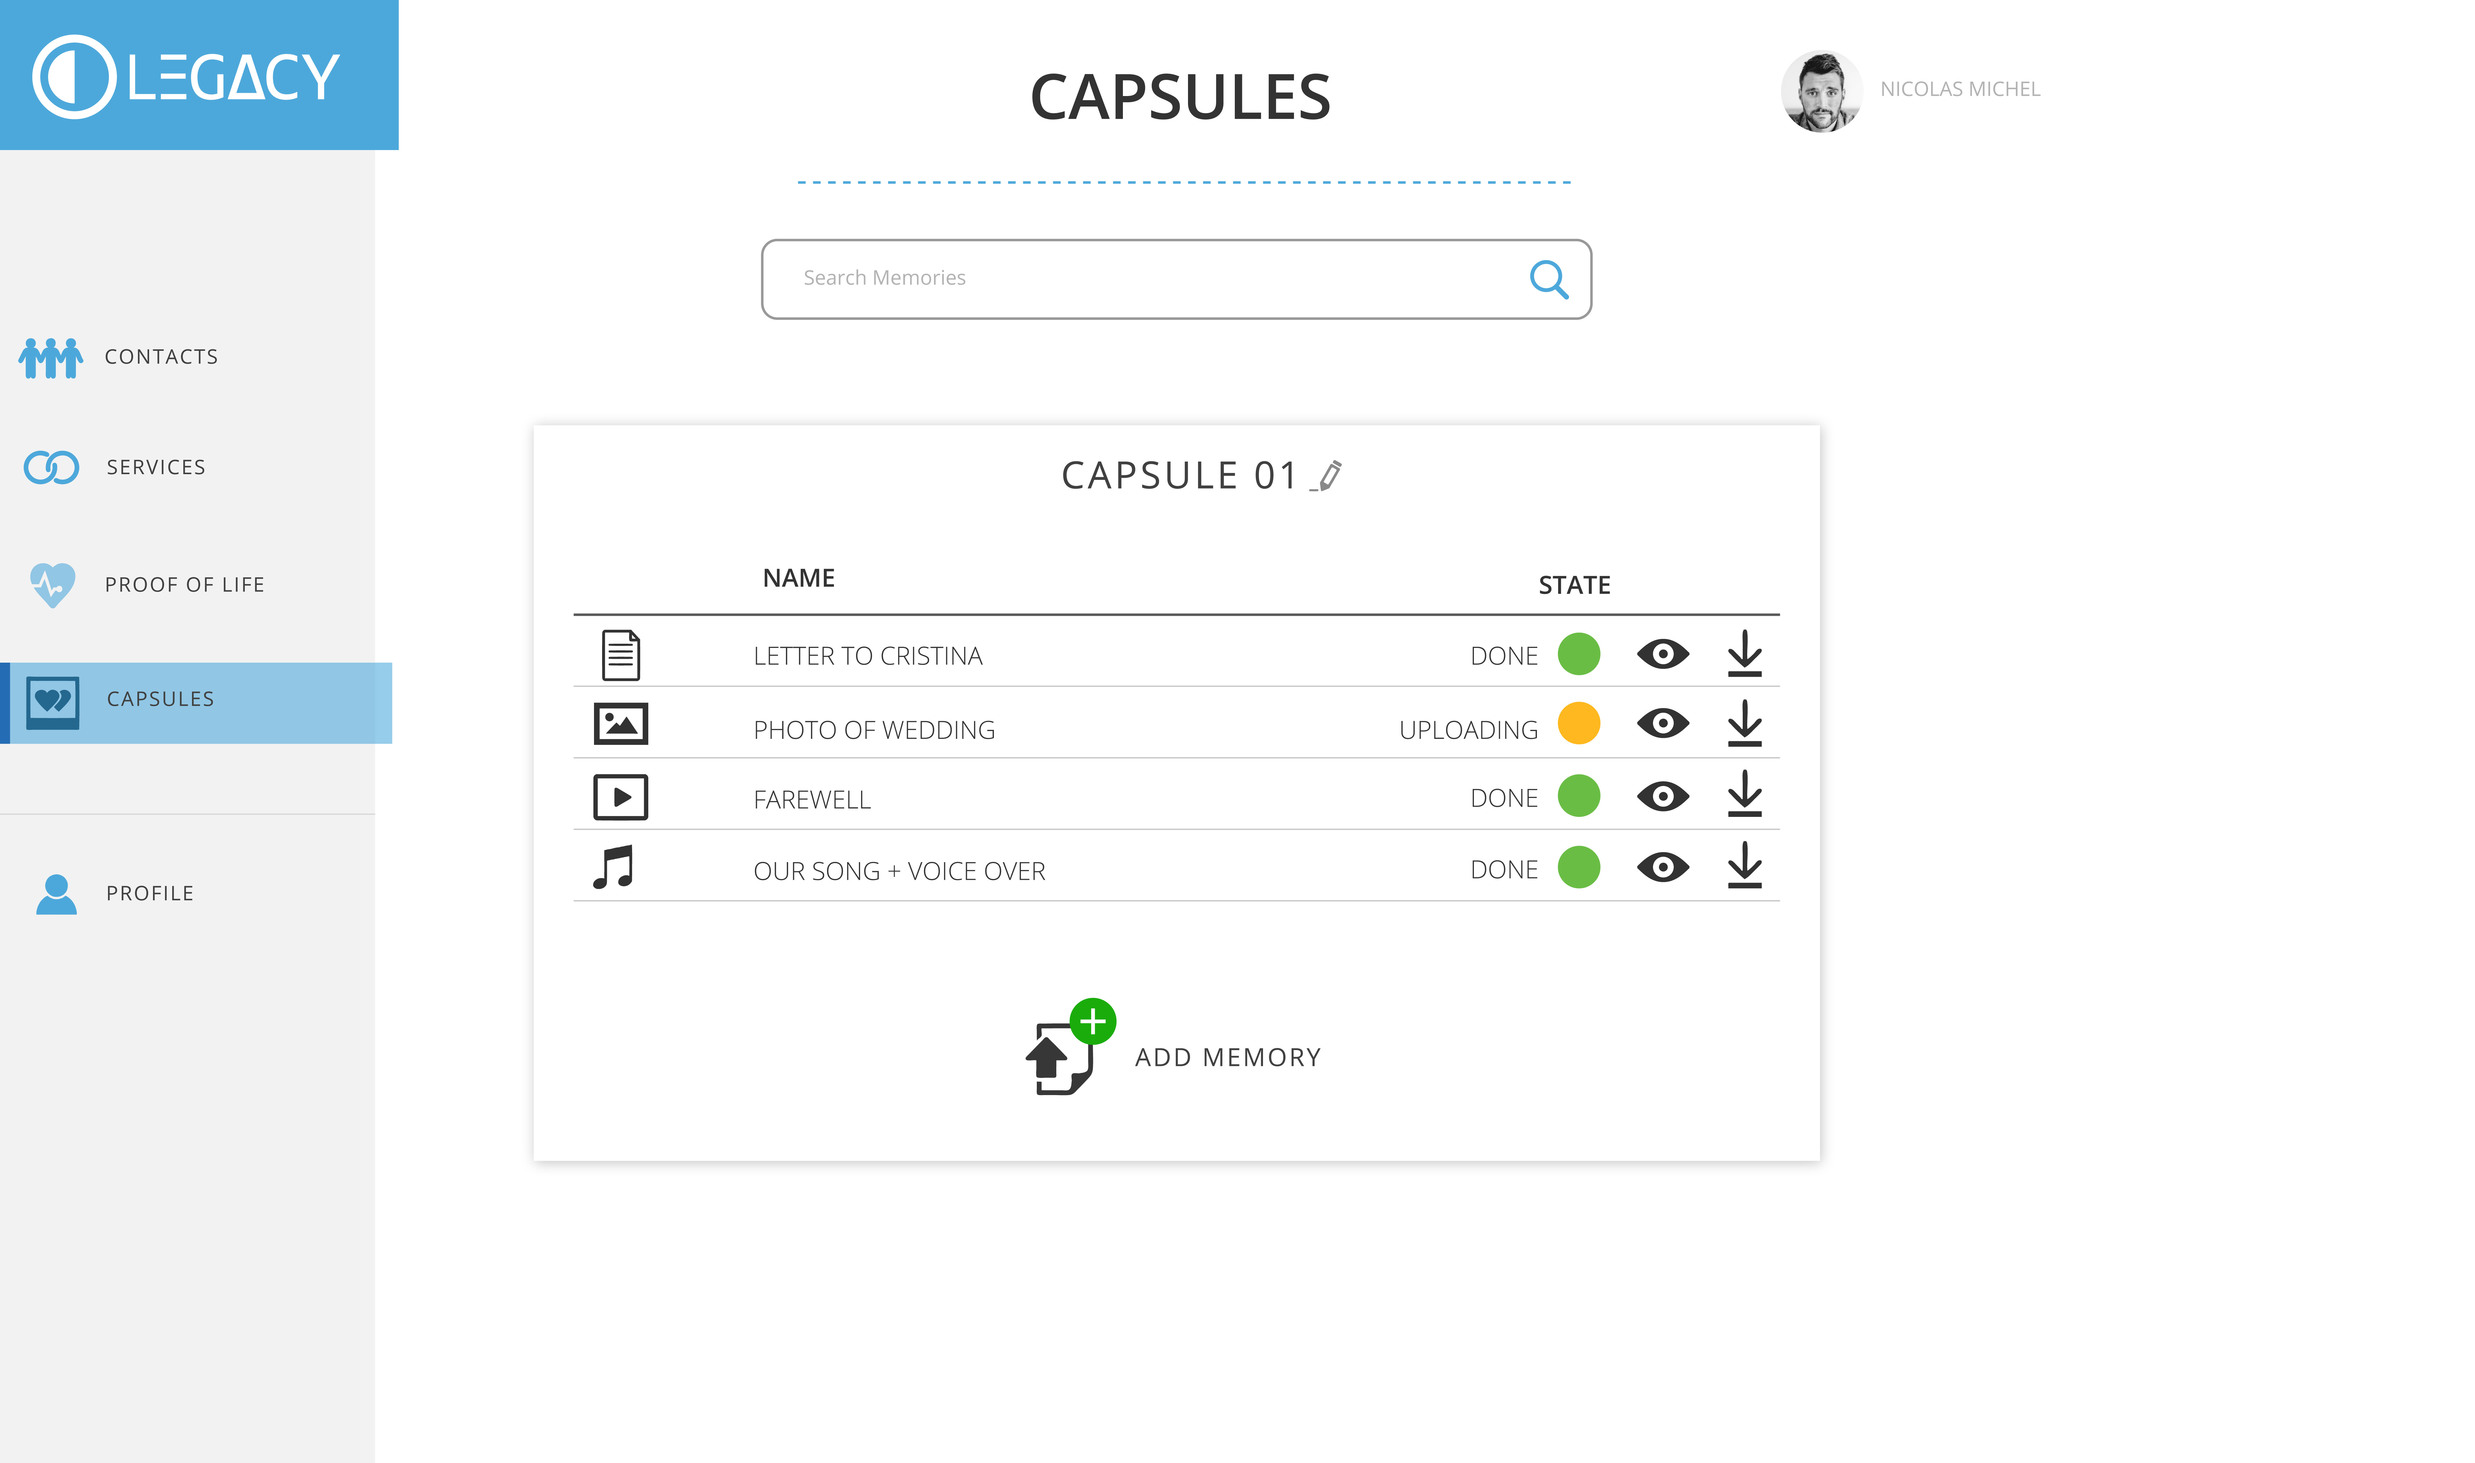 LEGACY
CAPSULES
NICOLAS MICHEL
Search Memories
CONTACTS
SERVICES
PROOF OF LIFE
CAPSULES
PROFILE
CAPSULE 01
NAME STATE
LETTER TO CRISTINA DONE
PHOTO OF WEDDING UPLOADING
FAREWELL DONE
OUR SONG + VOICE OVER DONE
ADD MEMORY